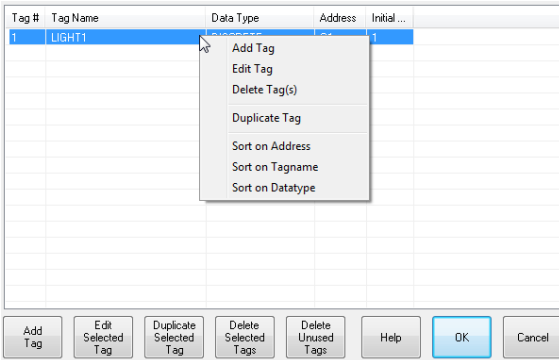 Tag # Tag Name Data Type Address Initial ...
1 LIGHT1 DISCRETE C1 1
Add Tag
Edit Tag
Delete Tag(s)
Duplicate Tag
Sort on Address
Sort on Tagname
Sort on Datatype
Add
Tag
Edit
Selected
Tag
Duplicate
Selected
Tag
Delete
Selected
Tags
Delete
Unused
Tags
Help
OK
Cancel